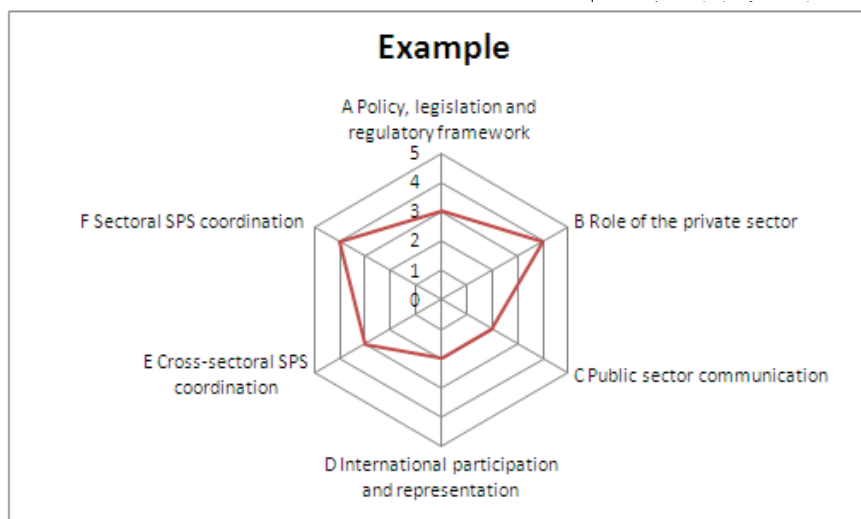 Example
A Policy, legislation and
regulatory framework
5
4
3
2
1
0
B Role of the private sector
C Public sector communication
D International participation
and representation
E Cross-sectoral SPS
coordination
F Sectoral SPS coordination